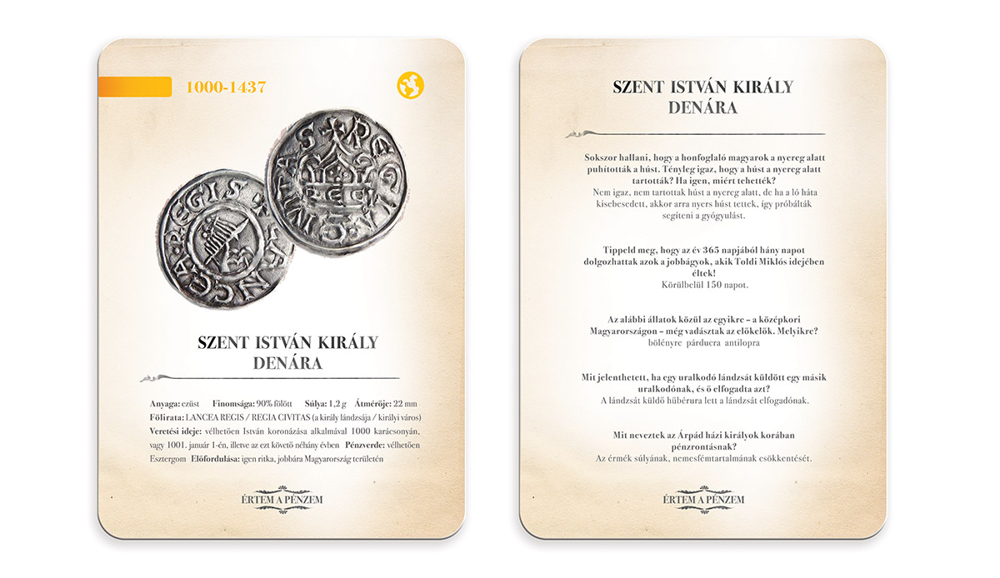 1000-1437
LANCEA REGIS
REGIA CIVITAS
SZENT ISTVÁN KIRÁLY
DENÁRA
Anyaga: ezüst Finomsága: 90% fölött Súlya: 1,2 g Átmérője: 22 mm
Fölirata: LANCEA REGIS / REGIA CIVITAS (a király lándzsája / királyi város)
Veretési ideje: vélhetően István koronázása alkalmával 1000 karácsonyán,
vagy 1001. január 1-én, illetve az ezt követő néhány évben Pénzverde: vélhetően
Esztergom Előfordulása: igen ritka, jobbára Magyarország területén
ÉRTEM A PÉNZEM
SZENT ISTVÁN KIRÁLY
DENÁRA
Sokszor hallani, hogy a honfoglaló magyarok a nyereg alatt
puhították a húst. Tényleg igaz, hogy a húst a nyereg alatt
tartották? Ha igen, miért tehették?
Nem igaz, nem tartottak húst a nyereg alatt, de ha a ló háta
kisebesedett, akkor arra nyers húst tettek, így próbálták
segíteni a gyógyulást.
Tippeld meg, hogy az év 365 napjából hány napot
dolgozhattak azok a jobbágyok, akik Toldi Miklós idejében
éltek!
Körülbelül 150 napot.
Az alábbi állatok közül az egyikre – a középkori
Magyarországon – még vadásztak az előkelők. Melyikre?
bölényre párducra antilopra
Mit jelenthetett, ha egy uralkodó lándzsát küldött egy másik
uralkodónak, és ő elfogadta azt?
A lándzsát küldő hűbérura lett a lándzsát elfogadónak.
Mit neveztek az Árpád házi királyok korában
pénzrontásnak?
Az érmék súlyának, nemesfémtartalmának csökkentését.
ÉRTEM A PÉNZEM